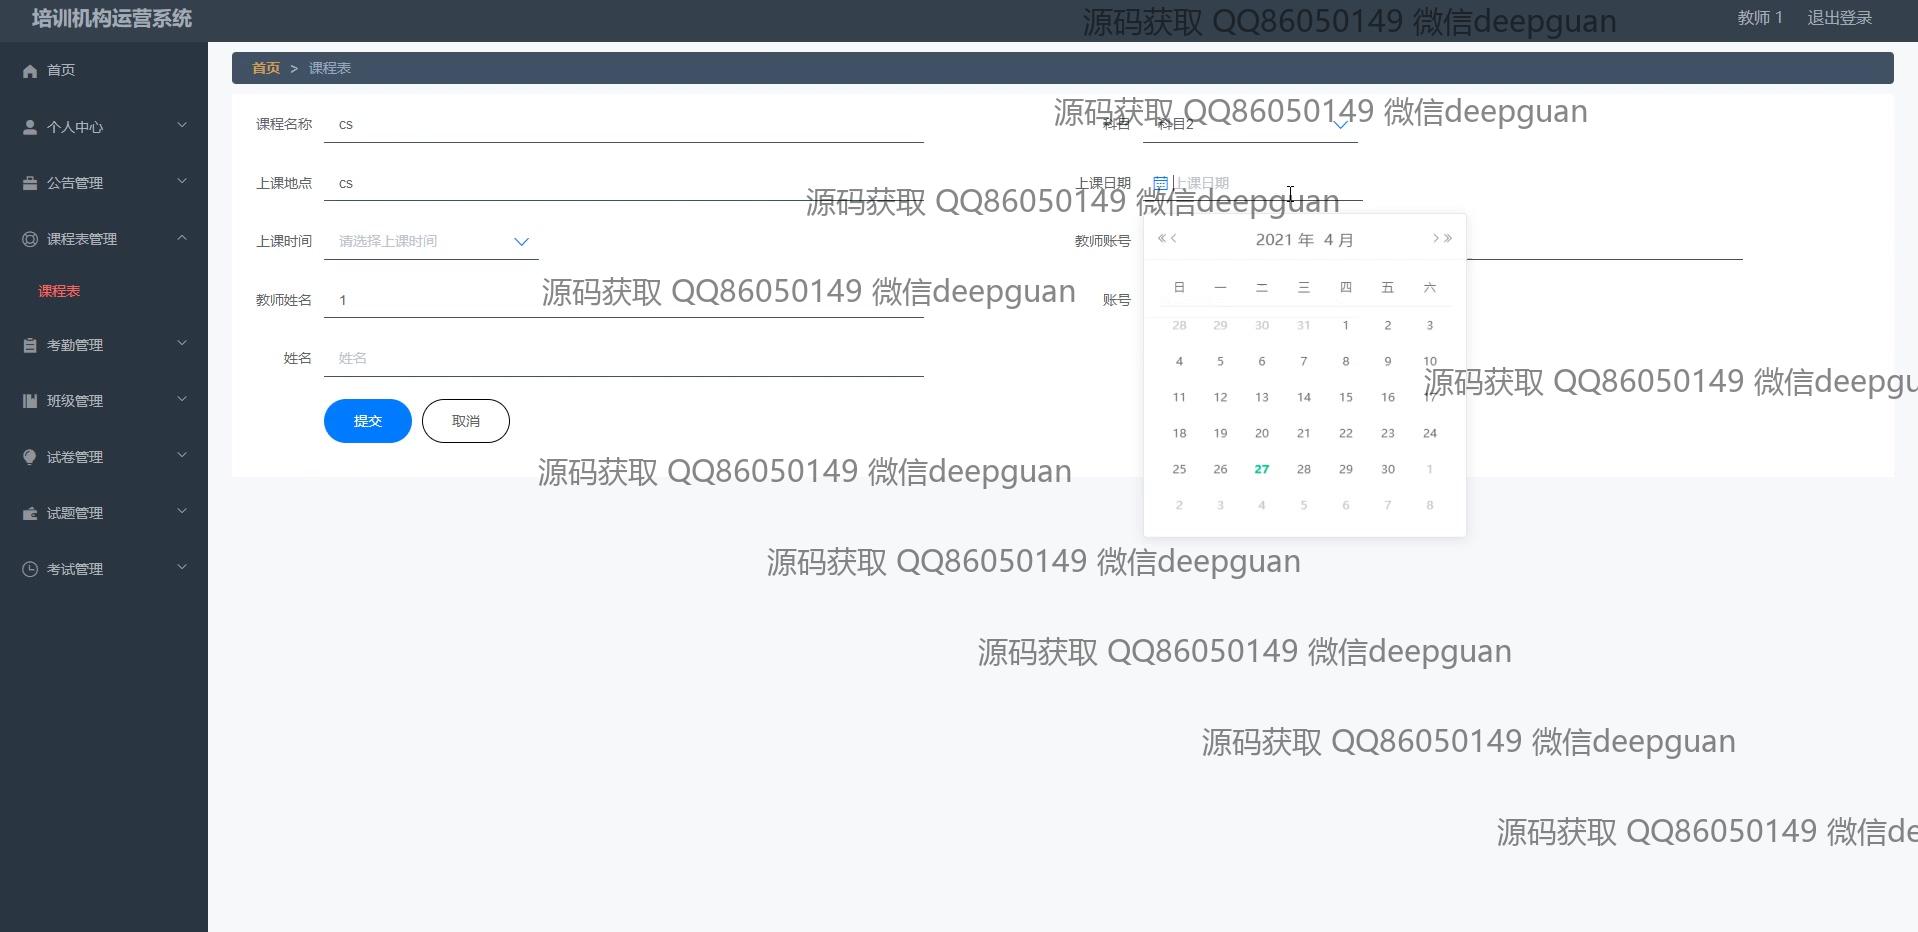 培训机构运营系统
源码获取 QQ86050149 微信deepguan
教师 1 退出登录
首页
个人中心
公告管理
课程表管理
课程表
考勤管理
班级管理
试卷管理
试题管理
考试管理
首页 > 课程表
源码获取 QQ86050149 微信deepguan
课程名称 cs
科目 科目2
上课地点 cs
上课日期 上课日期
源码获取 QQ86050149 微信deepguan
上课时间 请选择上课时间
教师账号
2021 年 4 月
日 一 二 三 四 五 六
28 29 30 31 1 2 3
4 5 6 7 8 9 10
11 12 13 14 15 16 17
18 19 20 21 22 23 24
25 26 27 28 29 30 1
2 3 4 5 6 7 8
源码获取 QQ86050149 微信deepguan
教师姓名 1
账号
姓名 姓名
源码获取 QQ86050149 微信deepgu
提交 取消
源码获取 QQ86050149 微信deepguan
源码获取 QQ86050149 微信deepguan
源码获取 QQ86050149 微信deepguan
源码获取 QQ86050149 微信deepguan
源码获取 QQ86050149 微信de